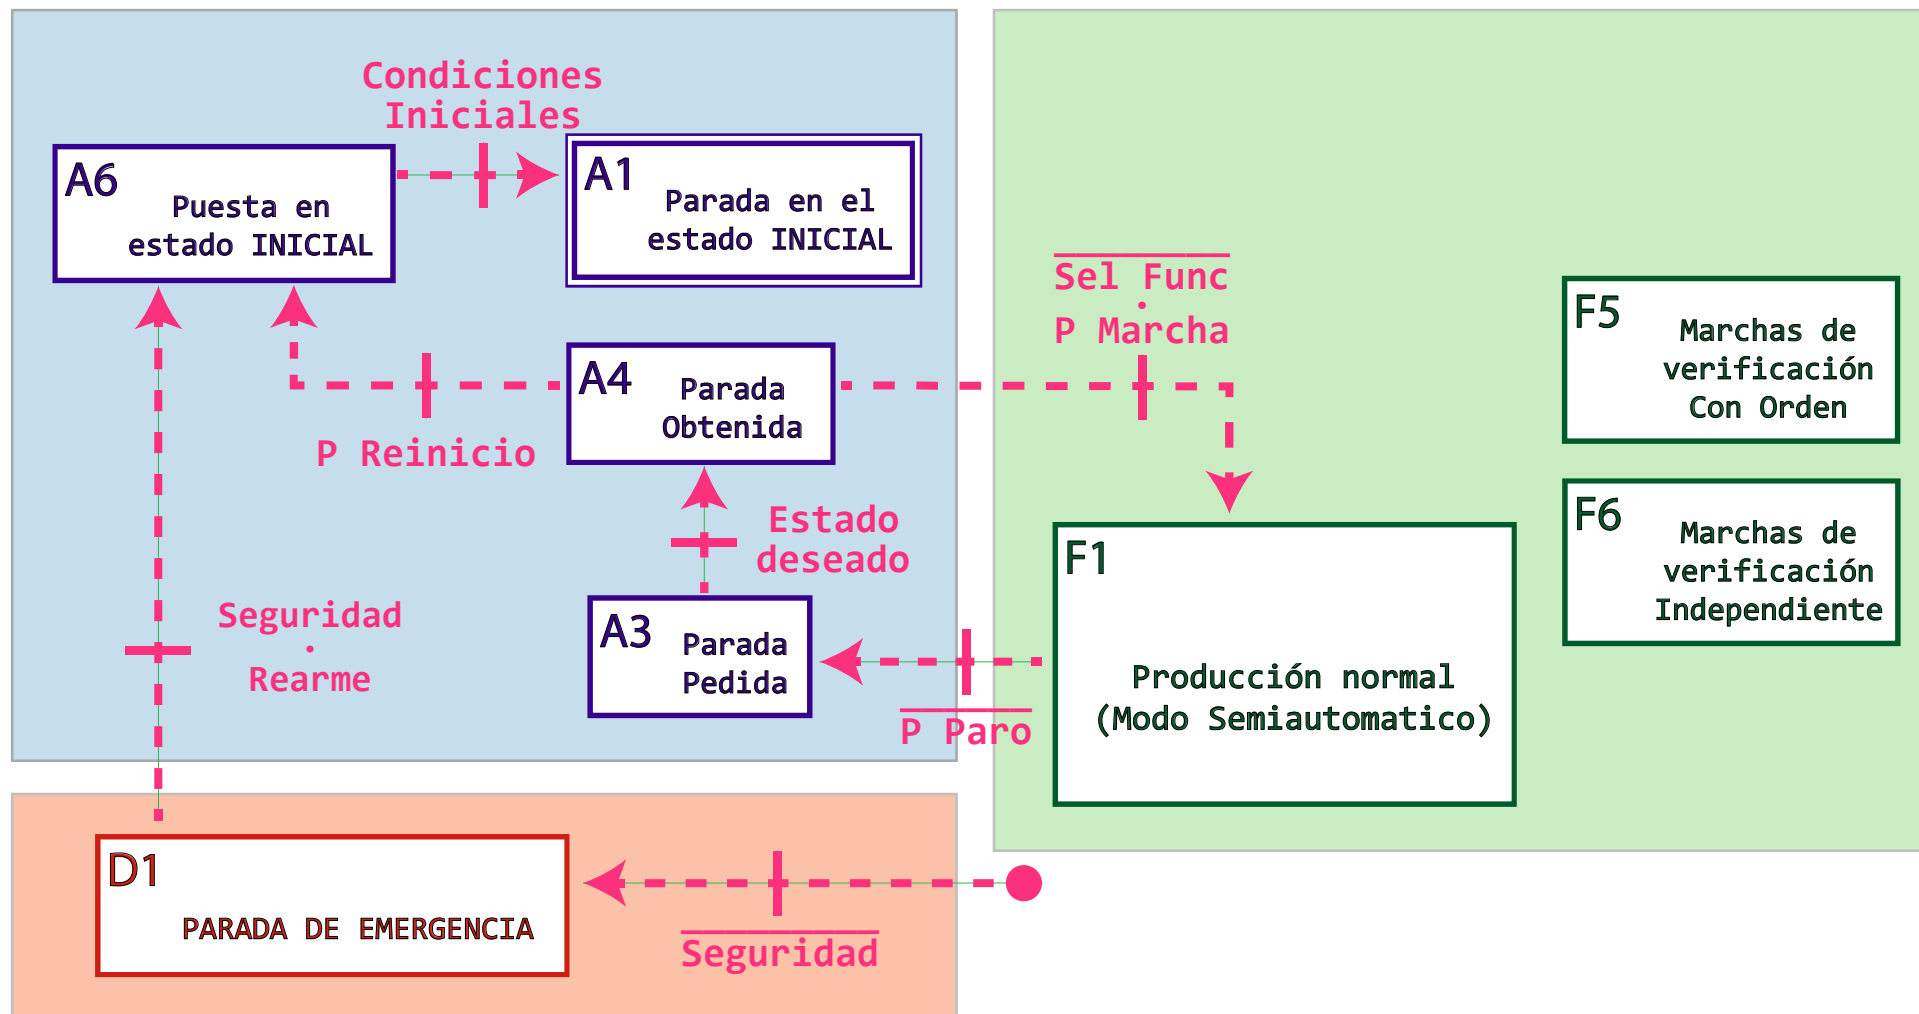 Condiciones
Iniciales
A6
Puesta en
estado INICIAL
A1
Parada en el
estado INICIAL
Sel Func
.
P Marcha
F5
Marchas de
verificación
Con Orden
A4
Parada
Obtenida
P Reinicio
F6
Marchas de
verificación
Independiente
Estado
deseado
F1
Producción normal
(Modo Semiautomatico)
Seguridad
.
Rearme
A3
Parada
Pedida
P Paro
D1
PARADA DE EMERGENCIA
Seguridad